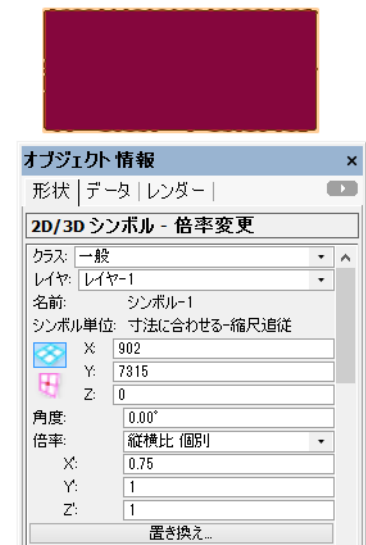 オブジェクト情報 ×
形状 データ レンダー
2D/3D シンボル - 倍率変更
クラス: 一般
レイヤ: レイヤ-1
名前: シンボル-1
シンボル単位: 寸法に合わせる-縮尺追従
X: 902
Y: 7315
Z: 0
角度: 0.00°
倍率: 縦横比 個別
X': 0.75
Y': 1
Z': 1
置き換え...